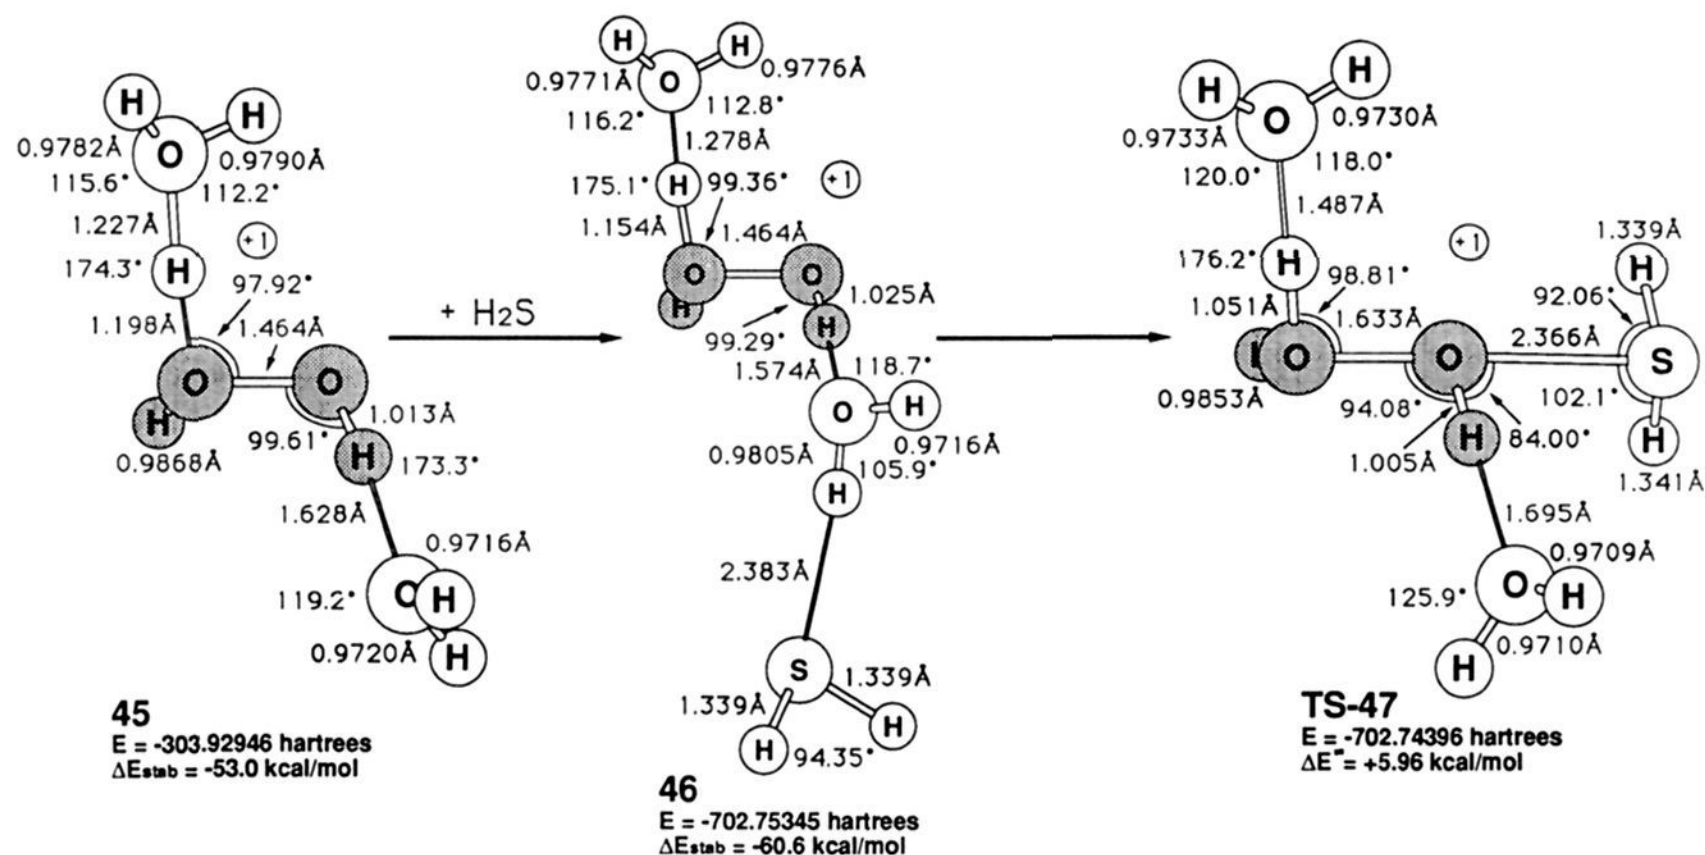 H
H
O
0.9782Å
0.9790Å
115.6°
112.2°
1.227Å
+1
174.3°
H
97.92°
1.198Å
1.464Å
O
O
H
1.013Å
99.61°
0.9868Å
H
173.3°
1.628Å
0.9716Å
O
H
119.2°
0.9720Å
H
45
E = -303.92946 hartrees
ΔEstab = -53.0 kcal/mol
+ H2S
H
H
0.9771Å
O
0.9776Å
116.2°
112.8°
1.278Å
175.1°
H
99.36°
+1
1.154Å
1.464Å
O
O
H
1.025Å
99.29°
H
1.574Å
118.7°
O
H
0.9805Å
0.9716Å
105.9°
H
2.383Å
S
1.339Å
1.339Å
H
H
94.35°
46
E = -702.75345 hartrees
ΔEstab = -60.6 kcal/mol
H
H
0.9733Å
O
0.9730Å
120.0°
118.0°
1.487Å
+1
1.339Å
176.2°
H
H
98.81°
92.06°
1.051Å
1.633Å
2.366Å
H
O
O
S
0.9853Å
94.08°
102.1°
H
84.00°
H
1.005Å
1.341Å
1.695Å
0.9709Å
O
H
125.9°
0.9710Å
H
TS-47
E = -702.74396 hartrees
ΔE‡ = +5.96 kcal/mol